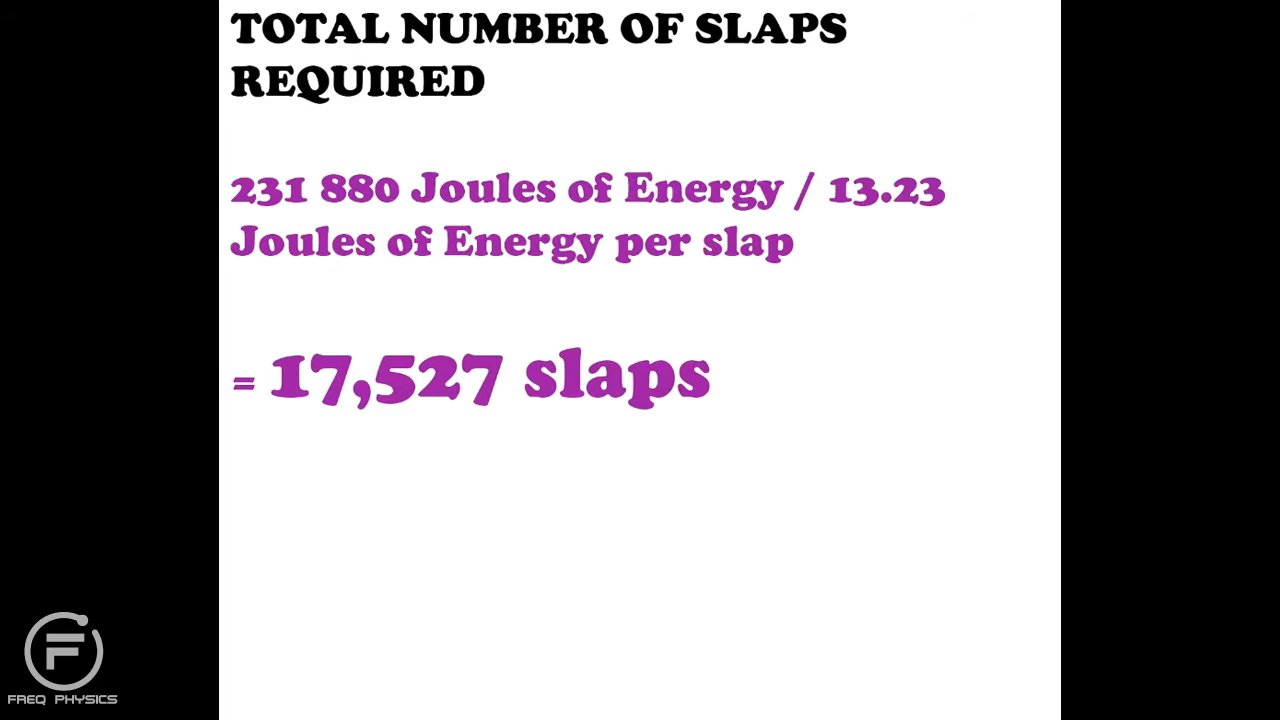 TOTAL NUMBER OF SLAPS
REQUIRED
231 880 Joules of Energy / 13.23
Joules of Energy per slap
= 17,527 slaps
F
FREQ PHYSICS